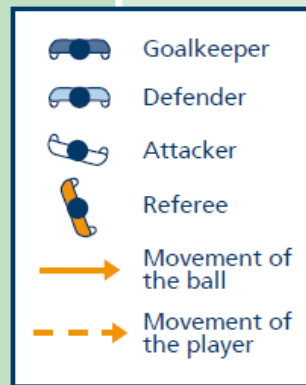 Goalkeeper
Defender
Attacker
Referee
Movement of
the ball
Movement of
the player